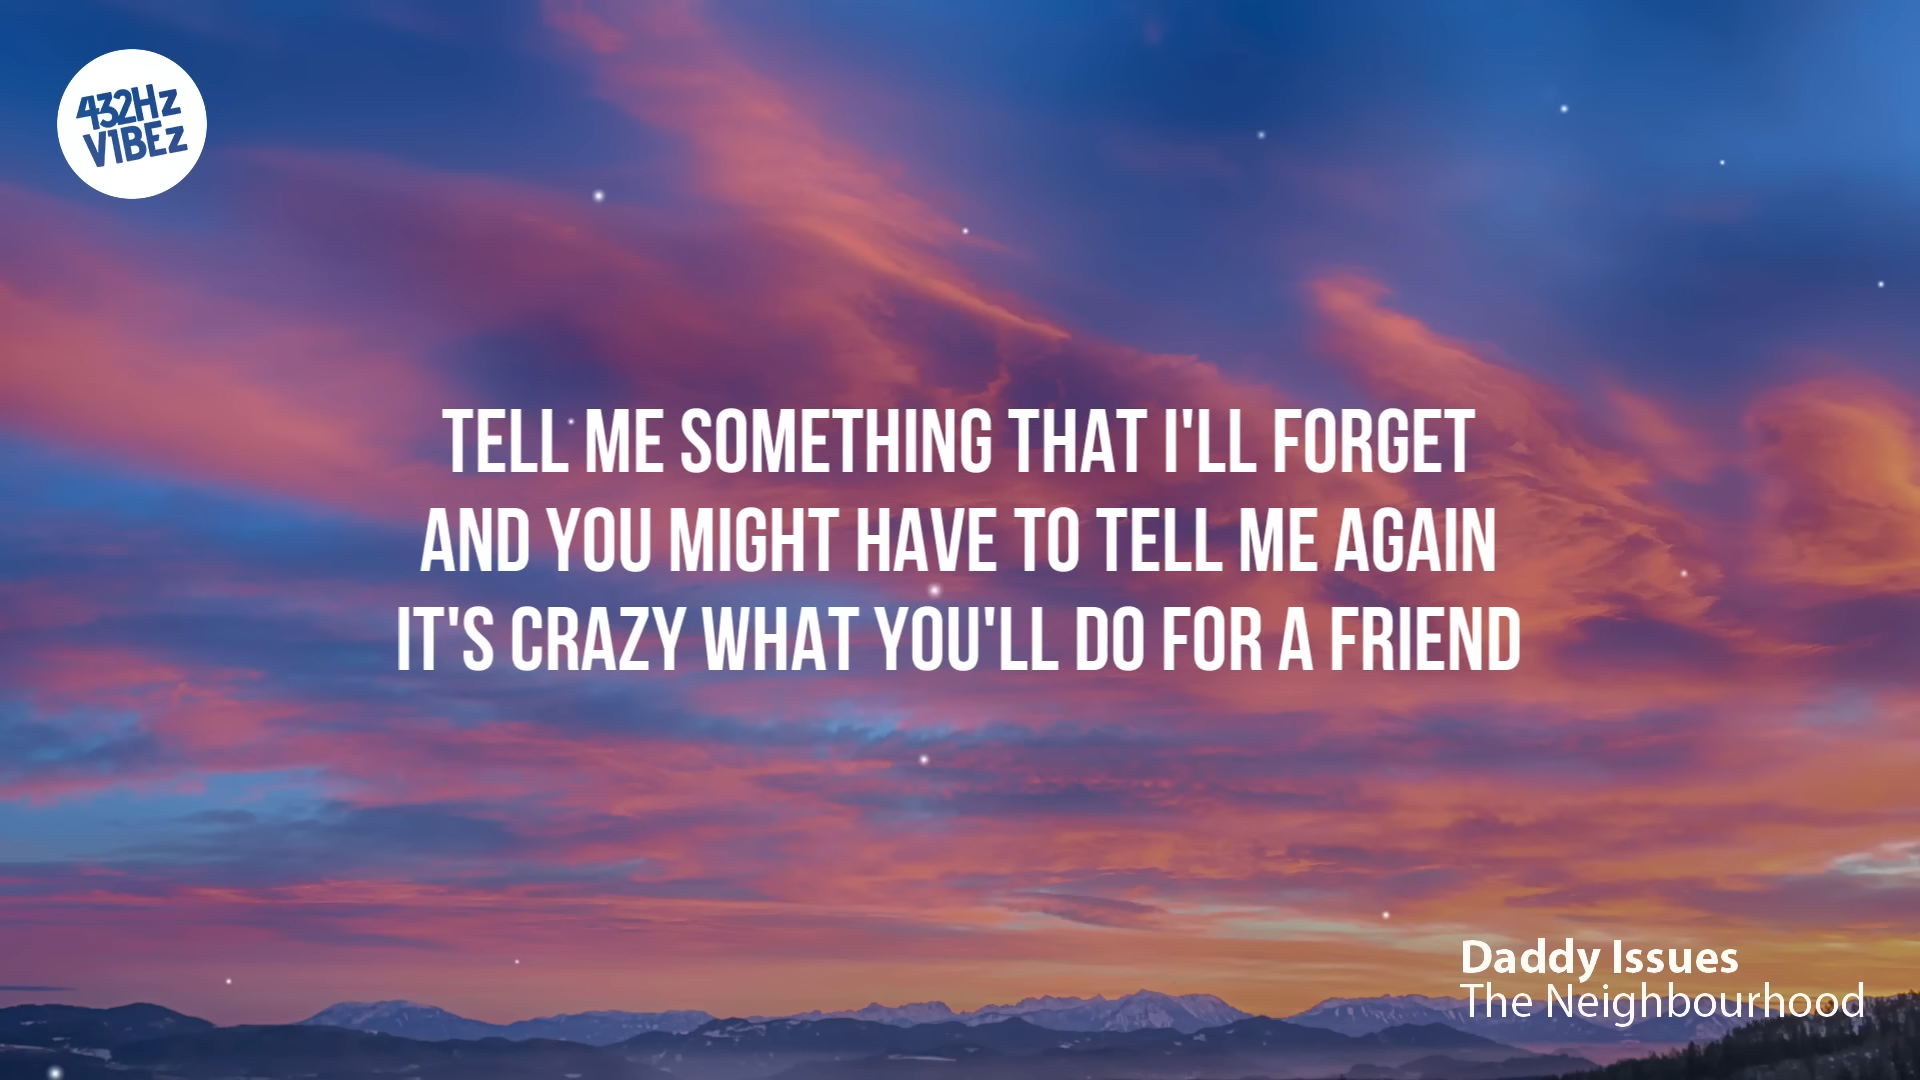 432Hz
VIBEz
TELL ME SOMETHING THAT I'LL FORGET
AND YOU MIGHT HAVE TO TELL ME AGAIN
IT'S CRAZY WHAT YOU'LL DO FOR A FRIEND
Daddy Issues
The Neighbourhood